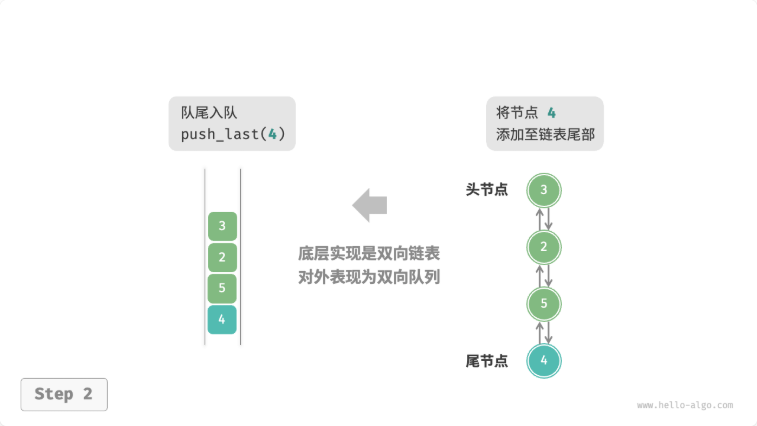 队尾入队
push_last(4)
将节点 4
添加至链表尾部
头节点
3
2
5
4
尾节点
3
2
5
4
底层实现是双向链表
对外表现为双向队列
Step 2
www.hello-algo.com